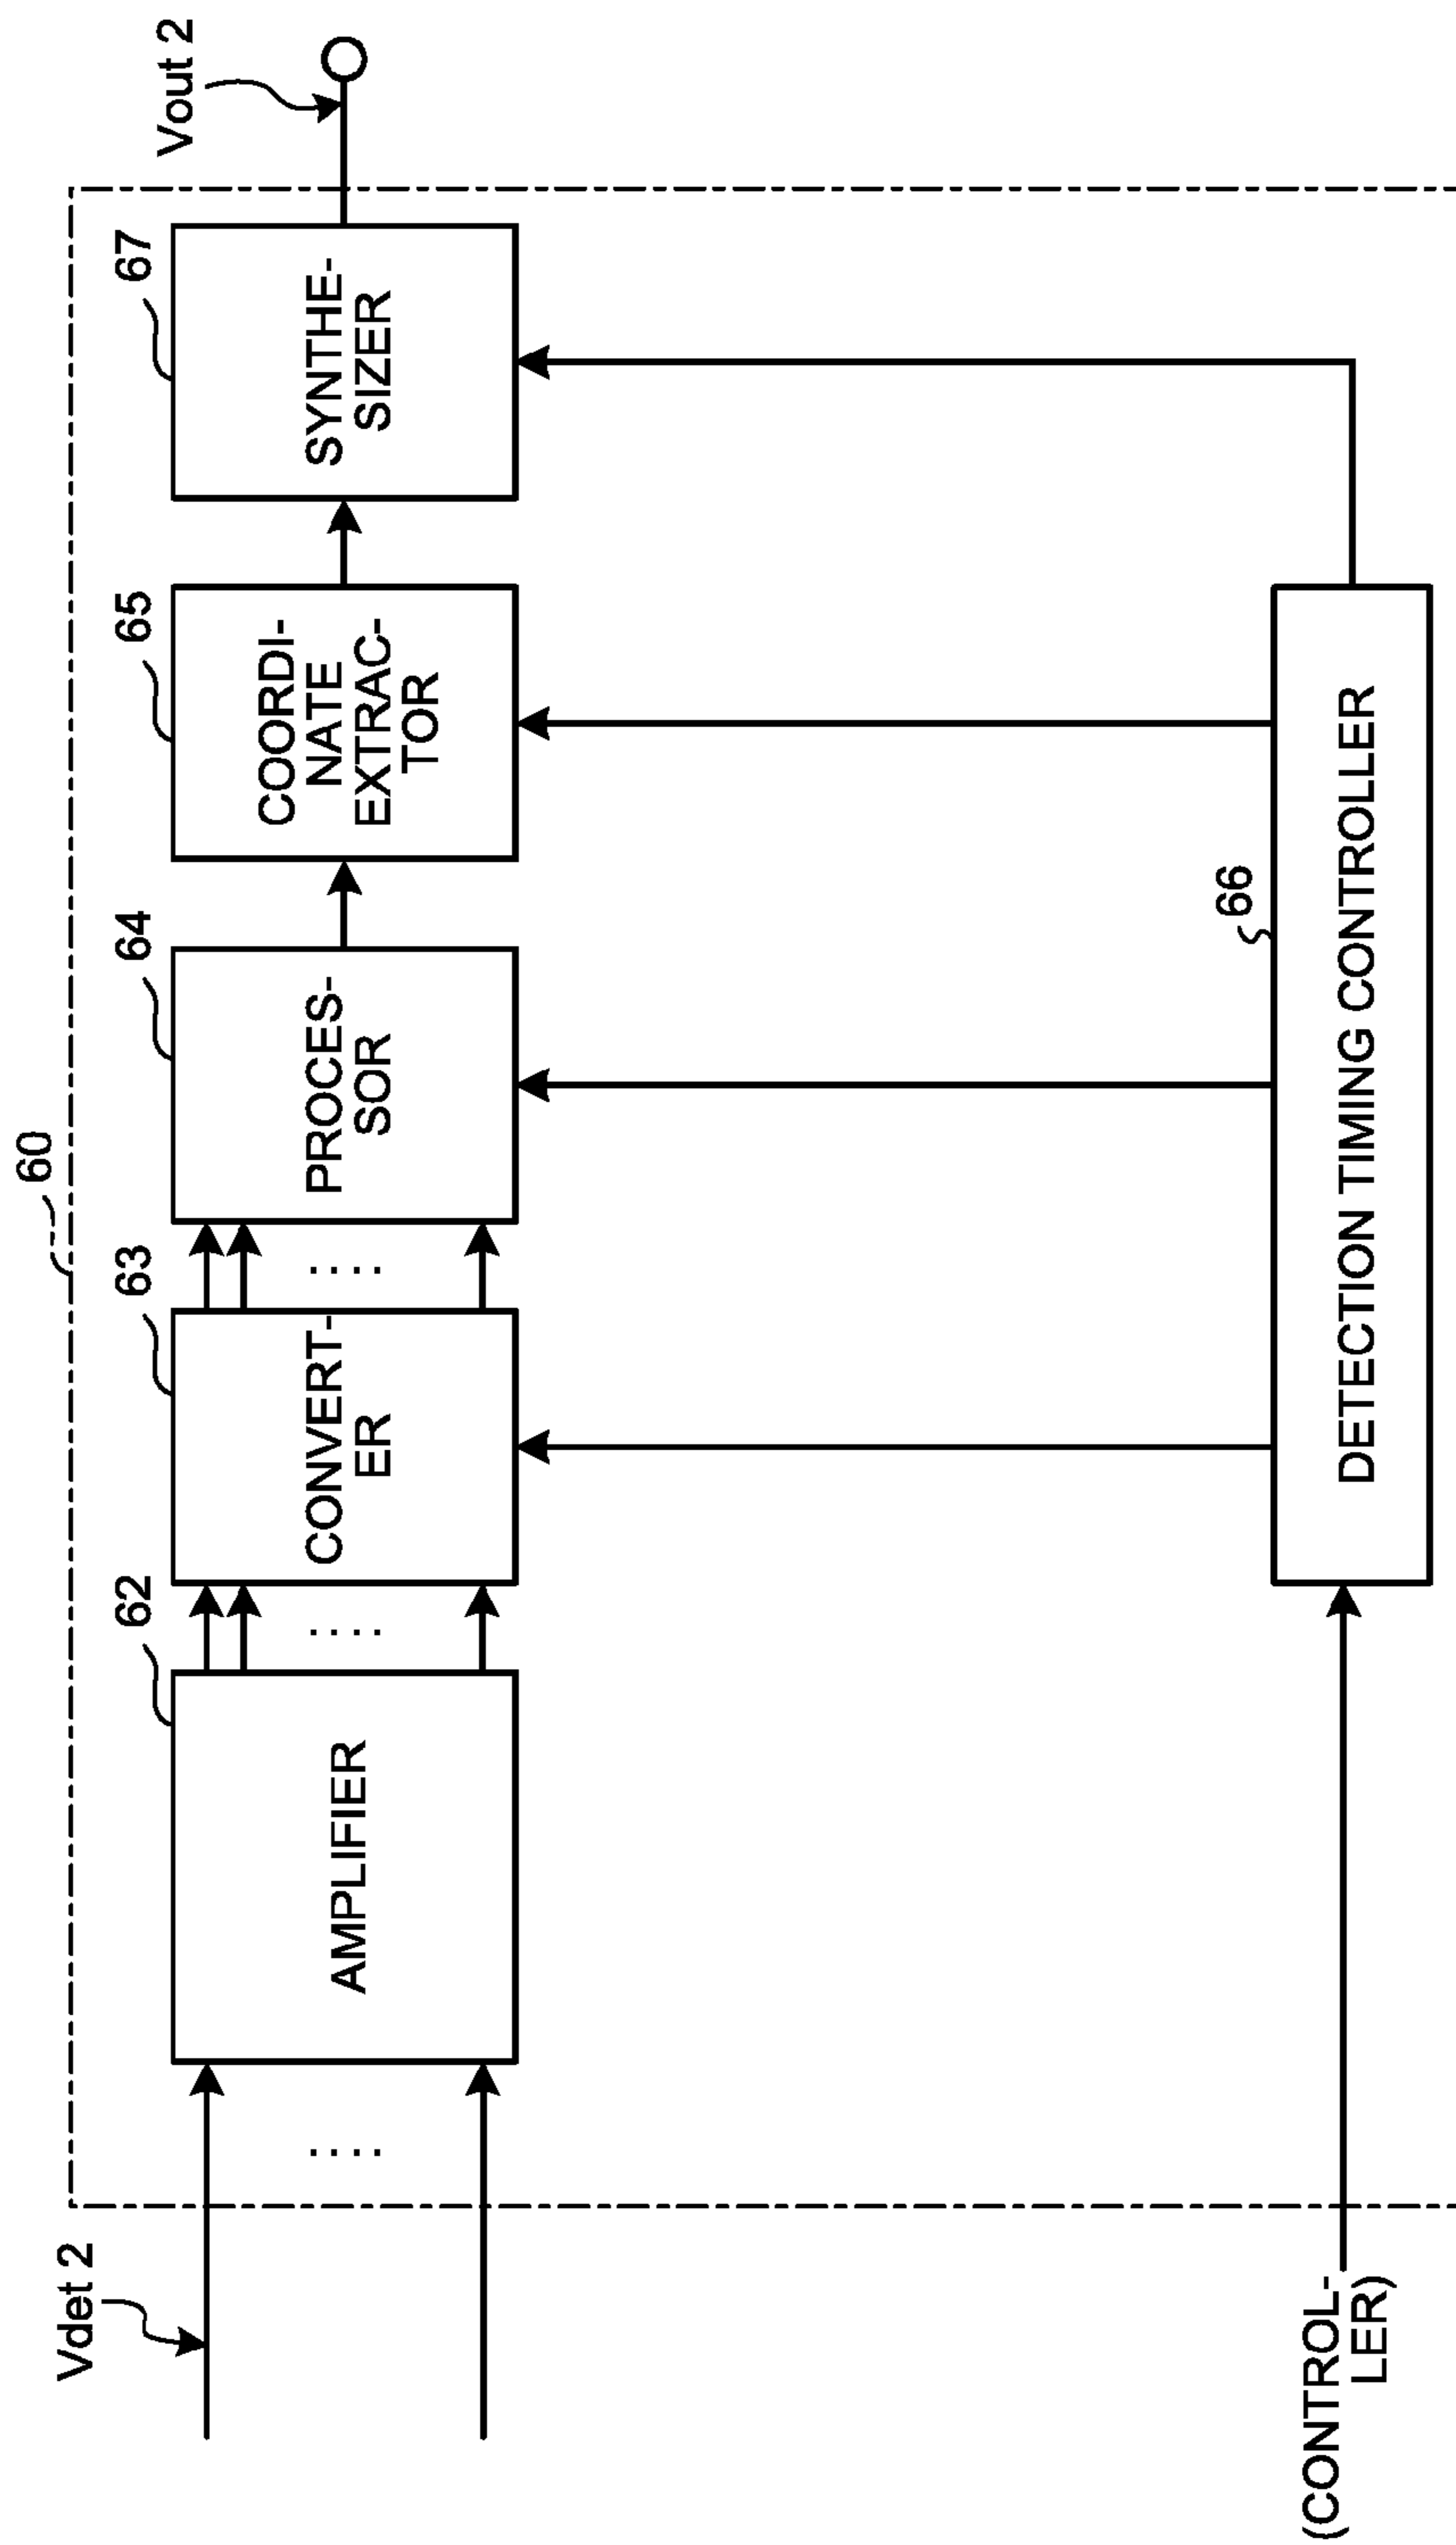 60
Vdet 2
62
63
64
65
67
Vout 2
AMPLIFIER
CONVERT-
ER
PROCES-
SOR
COORDI-
NATE
EXTRAC-
TOR
SYNTHE-
SIZER
66
(CONTROL-
LER)
DETECTION TIMING CONTROLLER